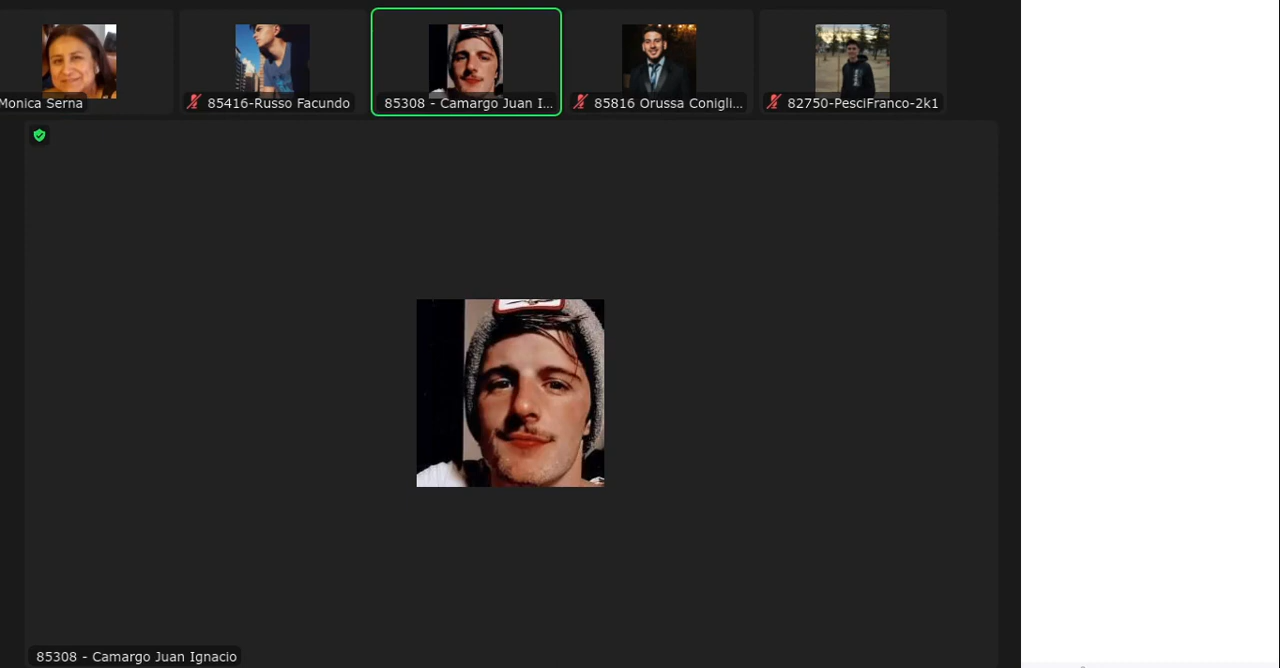 Monica Serna
85416-Russo Facundo
85308 - Camargo Juan I...
85816 Orussa Conigli...
82750-PesciFranco-2k1
85308 - Camargo Juan Ignacio